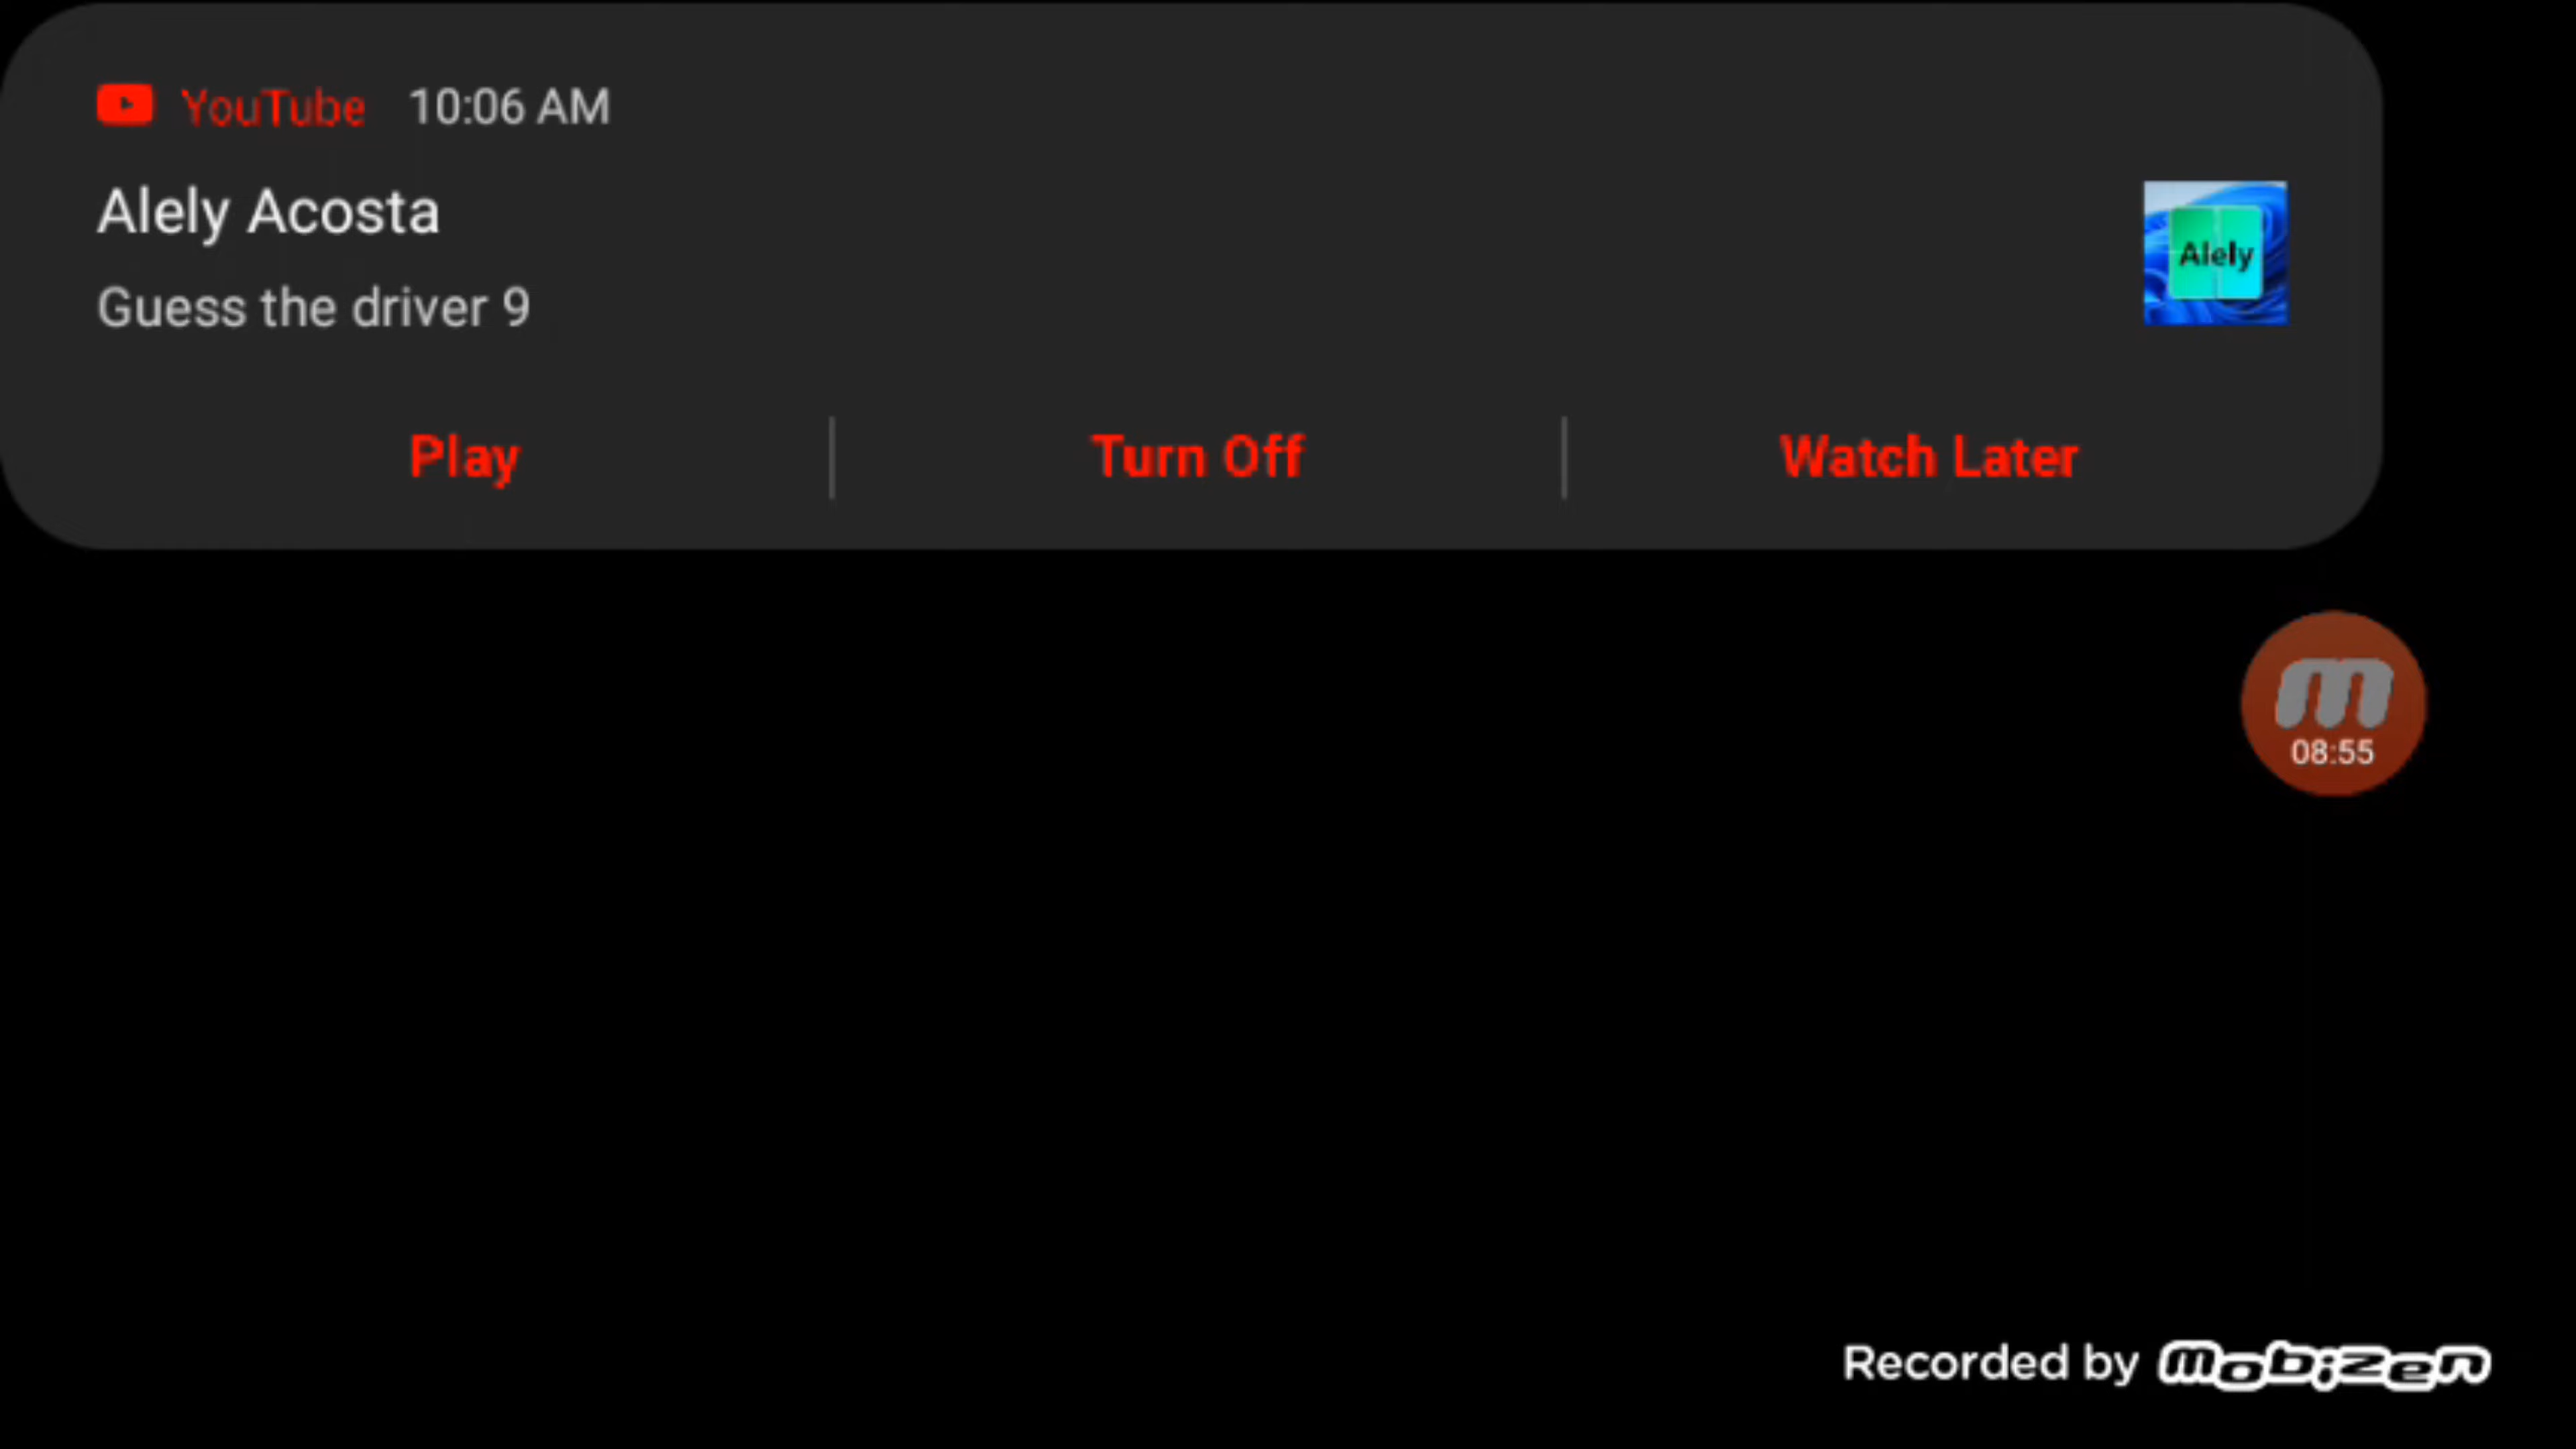 YouTube 10:06 AM
Alely Acosta
Alely
Guess the driver 9
Play
Turn Off
Watch Later
m
08:55
Recorded by mobizen